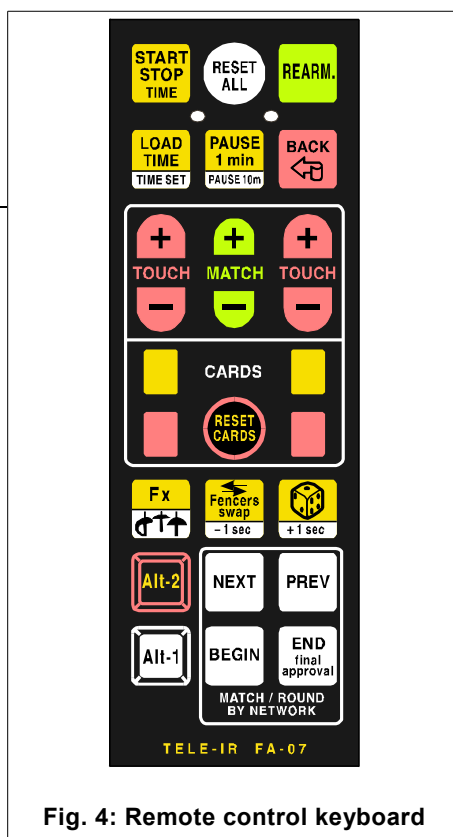 START
STOP
TIME
RESET
ALL
REARM.
LOAD
TIME
TIME SET
PAUSE
1 min
PAUSE 10m
BACK
+ + +
TOUCH MATCH TOUCH
− − −
CARDS
RESET
CARDS
Fx
Fencers
swap
− 1 sec
+1 sec
Alt-2
NEXT
PREV
Alt-1
BEGIN
END
final
approval
MATCH / ROUND
BY NETWORK
TELE-IR FA-07
Fig. 4: Remote control keyboard